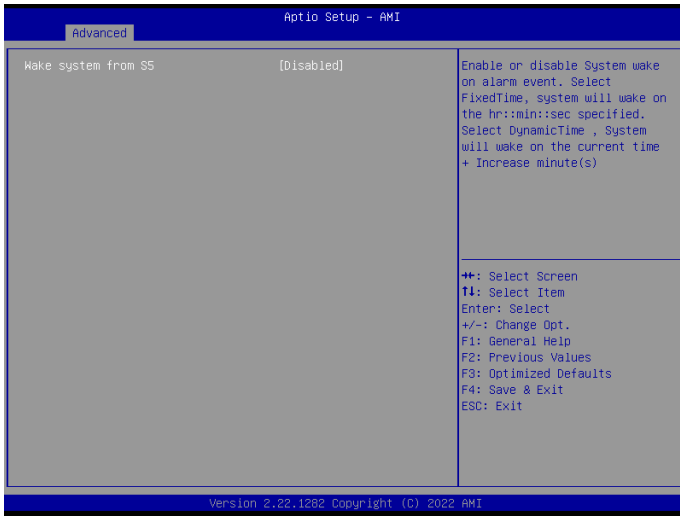 Aptio Setup – AMI
Advanced
Wake system from S5 [Disabled]
Enable or disable System wake
on alarm event. Select
FixedTime, system will wake on
the hr::min::sec specified.
Select DynamicTime , System
will wake on the current time
+ Increase minute(s)
→←: Select Screen
↑↓: Select Item
Enter: Select
+/-: Change Opt.
F1: General Help
F2: Previous Values
F3: Optimized Defaults
F4: Save & Exit
ESC: Exit
Version 2.22.1282 Copyright (C) 2022 AMI